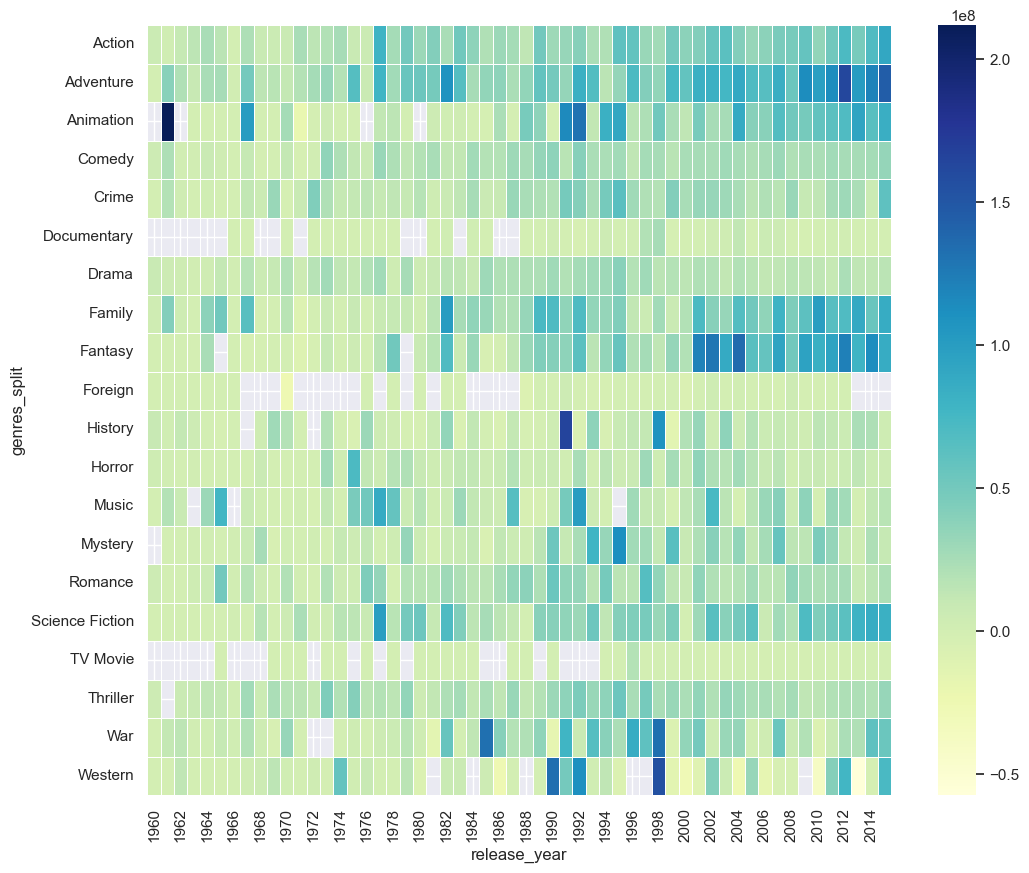 1e8
Action
Adventure
Animation
Comedy
Crime
Documentary
Drama
Family
Fantasy
Foreign
History
Horror
Music
Mystery
Romance
Science Fiction
TV Movie
Thriller
War
Western
genres_split
1960
1962
1964
1966
1968
1970
1972
1974
1976
1978
1980
1982
1984
1986
1988
1990
1992
1994
1996
1998
2000
2002
2004
2006
2008
2010
2012
2014
release_year
2.0
1.5
1.0
0.5
0.0
−0.5